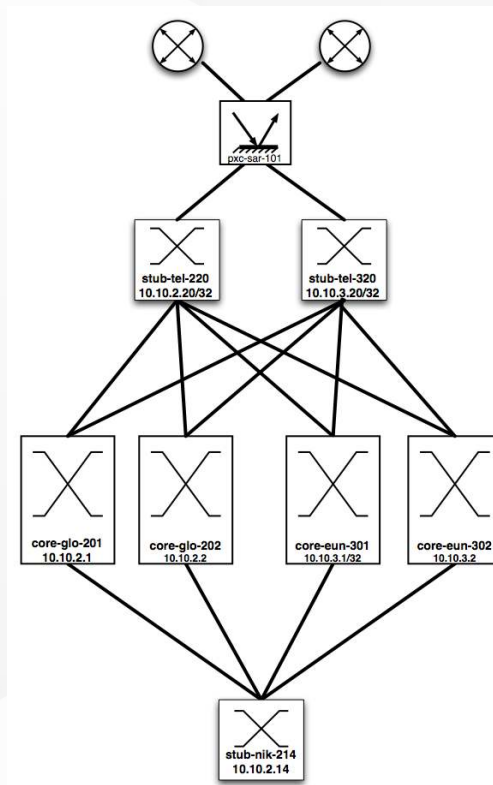 pxc-sar-101
stub-tel-220
10.10.2.20/32
stub-tel-320
10.10.3.20/32
core-glo-201
10.10.2.1
core-glo-202
10.10.2.2
core-eun-301
10.10.3.1/32
core-eun-302
10.10.3.2
stub-nik-214
10.10.2.14